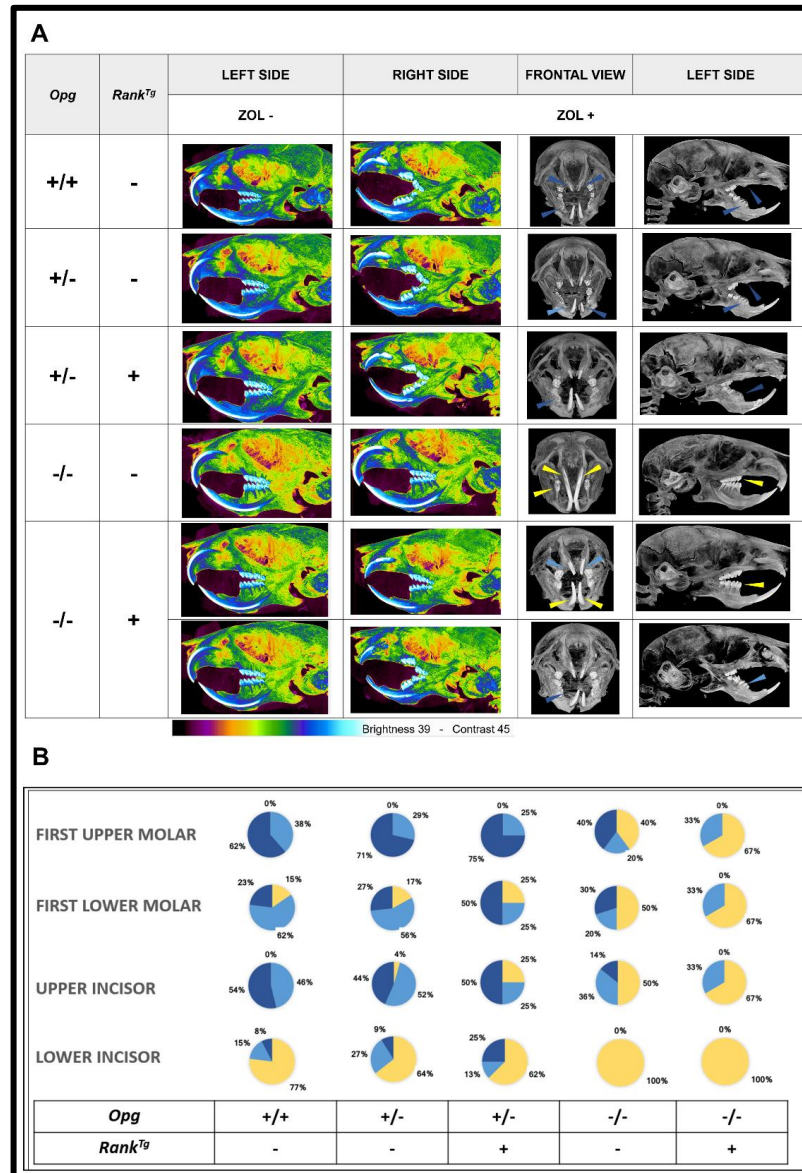 A
Opg Rank^Tg LEFT SIDE RIGHT SIDE FRONTAL VIEW LEFT SIDE
ZOL - ZOL +
+/+ -
+/- -
+/- +
-/- -
-/- +
Brightness 39 - Contrast 45
B
FIRST UPPER MOLAR 0% 38% 62% 0% 29% 71% 0% 25% 75% 40% 40% 20% 33% 0% 67%
FIRST LOWER MOLAR 23% 15% 62% 27% 17% 56% 25% 50% 25% 30% 50% 20% 0% 33% 67%
UPPER INCISOR 0% 54% 46% 4% 44% 52% 25% 50% 25% 14% 50% 36% 0% 33% 67%
LOWER INCISOR 8% 15% 77% 9% 27% 64% 25% 13% 62% 0% 100% 0% 100%
Opg +/+ +/- +/- -/- -/-
Rank^Tg - - + - +